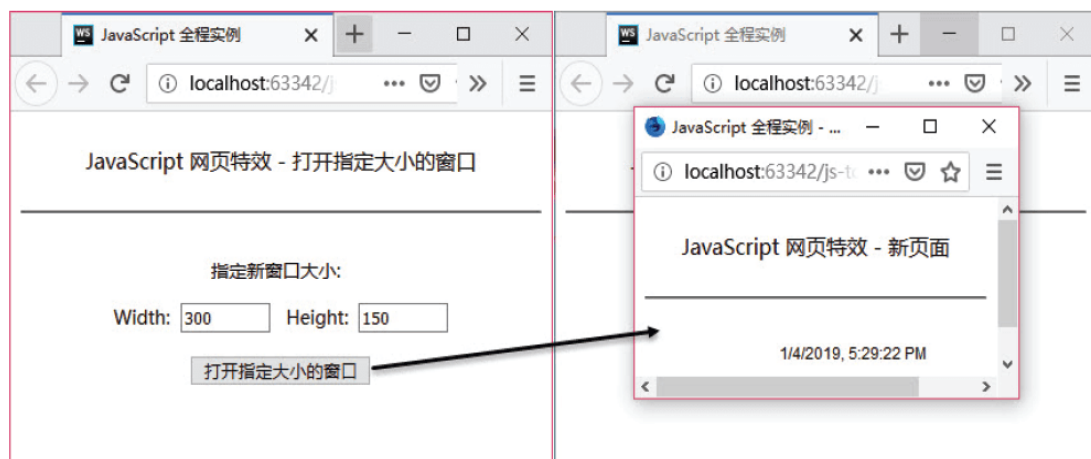 JavaScript 全程实例
localhost:63342/j
JavaScript 网页特效 - 打开指定大小的窗口
指定新窗口大小:
Width: 300 Height: 150
打开指定大小的窗口
JavaScript 全程实例
localhost:63342/j
JavaScript 全程实例 - ...
localhost:63342/js-to
JavaScript 网页特效 - 新页面
1/4/2019, 5:29:22 PM